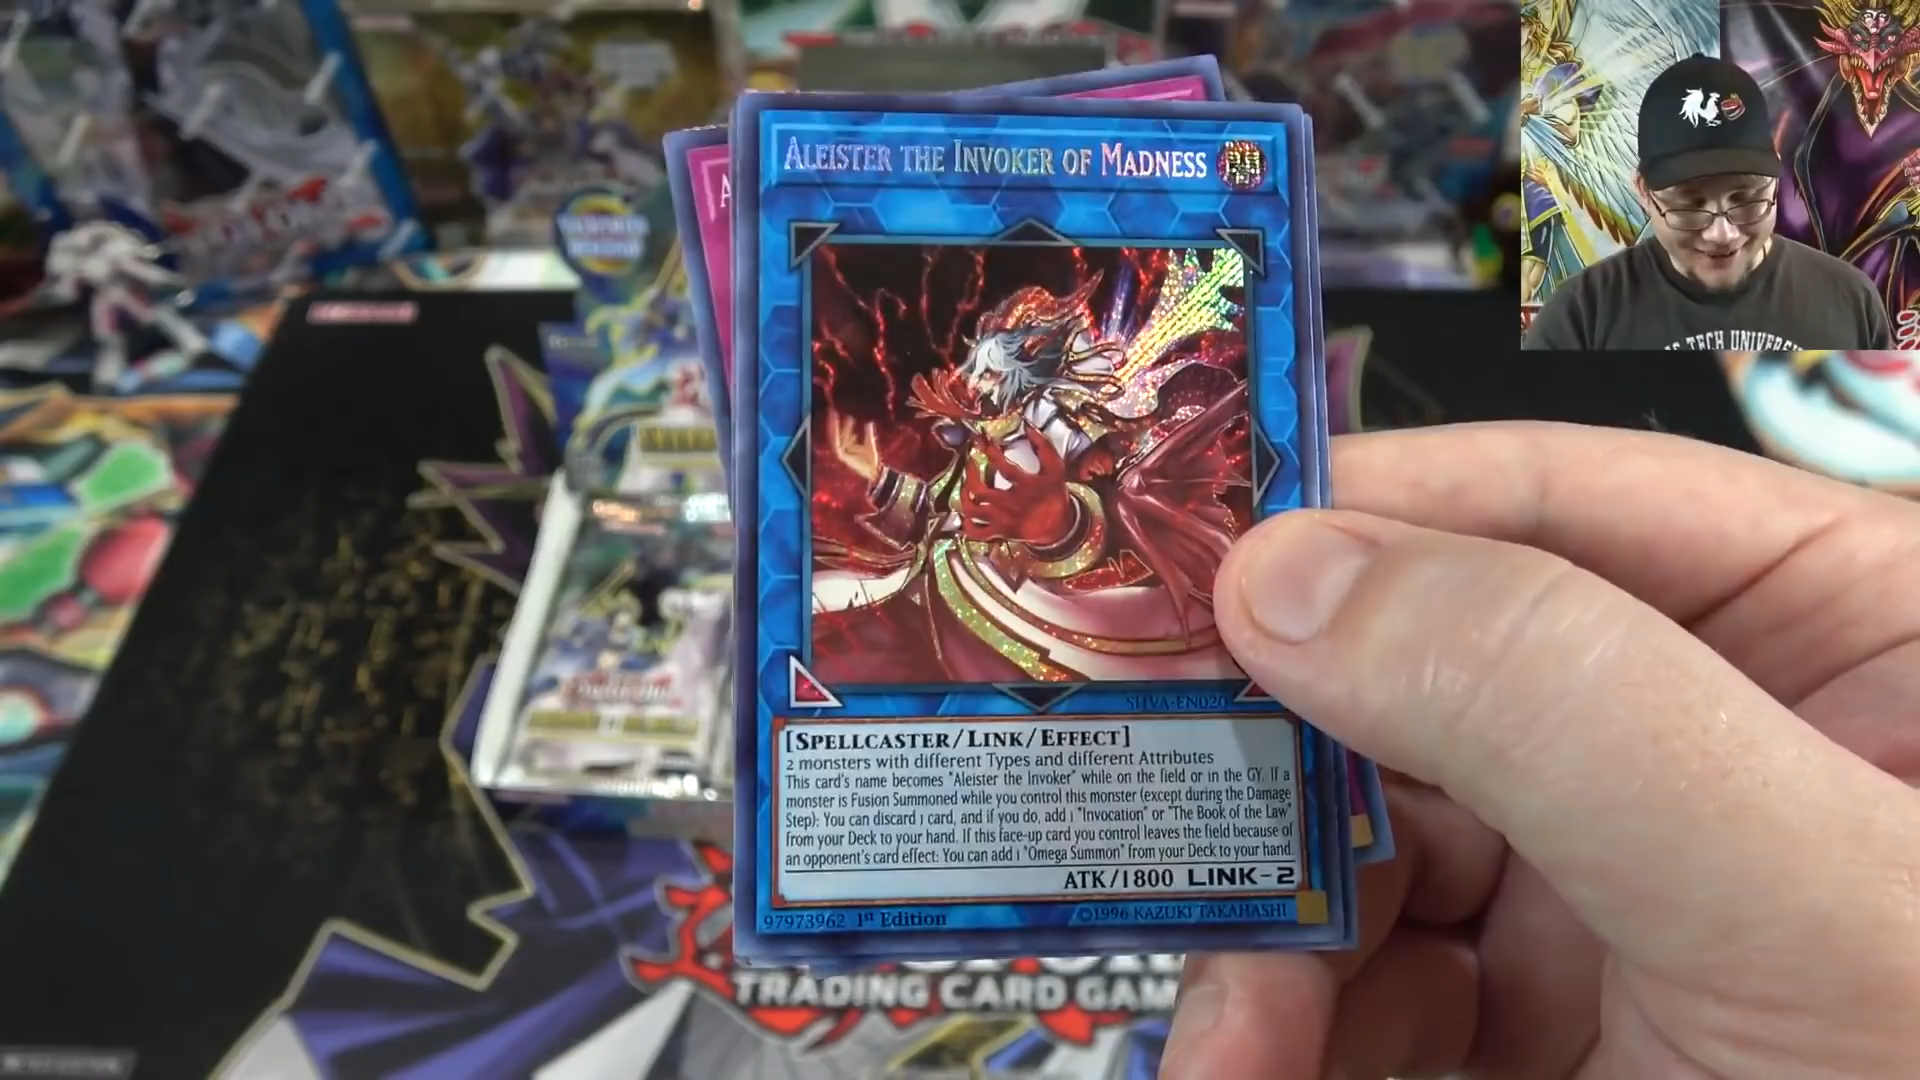 ALEISTER THE INVOKER OF MADNESS
SHVA-EN020
[SPELLCASTER/LINK/EFFECT]
2 monsters with different Types and different Attributes
This card's name becomes "Aleister the Invoker" while on the field or in the GY. If a
monster is Fusion Summoned while you control this monster (except during the Damage
Step): You can discard 1 card, and if you do, add 1 "Invocation" or "The Book of the Law"
from your Deck to your hand. If this face-up card you control leaves the field because of
an opponent's card effect: You can add 1 "Omega Summon" from your Deck to your hand.
ATK/1800 LINK-2
97973962 1st Edition ©1996 KAZUKI TAKAHASHI
TRADING CARD GAM
TECH UNIVERSI